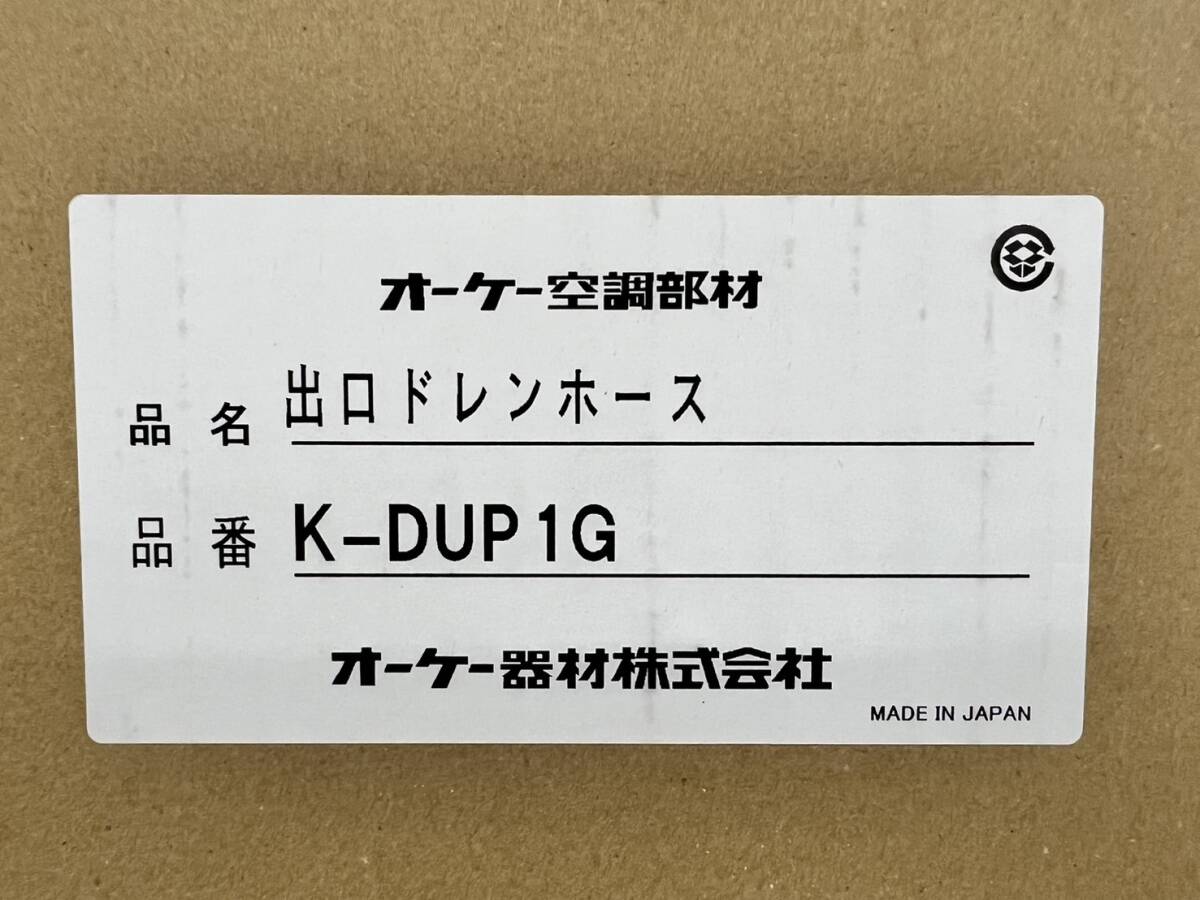 オーケー空調部材
品名 出口ドレンホース
品番 K-DUP1G
オーケー器材株式会社
MADE IN JAPAN